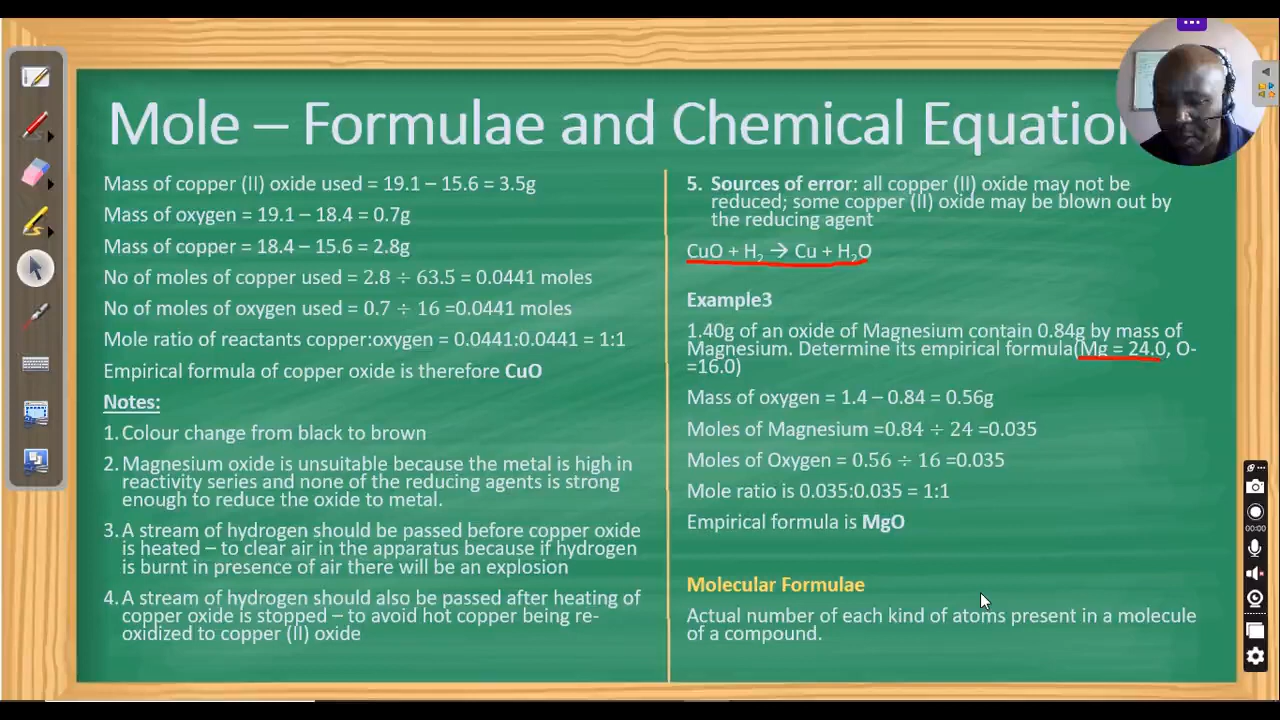 Mole – Formulae and Chemical Equation
Mass of copper (II) oxide used = 19.1 – 15.6 = 3.5g
Mass of oxygen = 19.1 – 18.4 = 0.7g
Mass of copper = 18.4 – 15.6 = 2.8g
No of moles of copper used = 2.8 ÷ 63.5 = 0.0441 moles
No of moles of oxygen used = 0.7 ÷ 16 =0.0441 moles
Mole ratio of reactants copper:oxygen = 0.0441:0.0441 = 1:1
Empirical formula of copper oxide is therefore CuO
Notes:
1. Colour change from black to brown
2. Magnesium oxide is unsuitable because the metal is high in
reactivity series and none of the reducing agents is strong
enough to reduce the oxide to metal.
3. A stream of hydrogen should be passed before copper oxide
is heated – to clear air in the apparatus because if hydrogen
is burnt in presence of air there will be an explosion
4. A stream of hydrogen should also be passed after heating of
copper oxide is stopped – to avoid hot copper being re-
oxidized to copper (II) oxide
5. Sources of error: all copper (II) oxide may not be
reduced; some copper (II) oxide may be blown out by
the reducing agent
CuO + H₂ → Cu + H₂O
Example3
1.40g of an oxide of Magnesium contain 0.84g by mass of
Magnesium. Determine its empirical formula(Mg = 24.0, O-
=16.0)
Mass of oxygen = 1.4 – 0.84 = 0.56g
Moles of Magnesium =0.84 ÷ 24 =0.035
Moles of Oxygen = 0.56 ÷ 16 =0.035
Mole ratio is 0.035:0.035 = 1:1
Empirical formula is MgO
Molecular Formulae
Actual number of each kind of atoms present in a molecule
of a compound.
00:00